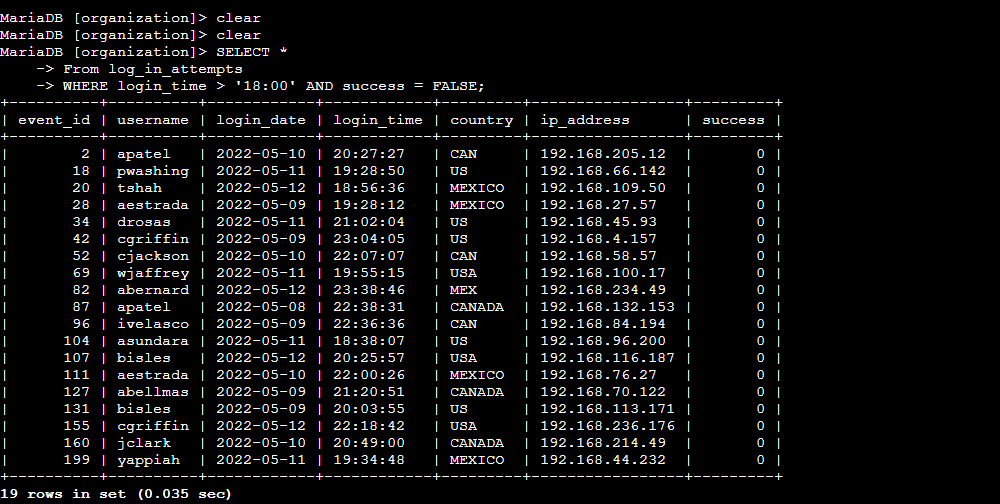 MariaDB [organization]> clear
MariaDB [organization]> clear
MariaDB [organization]> SELECT *
    -> From log_in_attempts
    -> WHERE login_time > '18:00' AND success = FALSE;
+----------+----------+------------+------------+---------+-----------------+---------+
| event_id | username | login_date | login_time | country | ip_address      | success |
+----------+----------+------------+------------+---------+-----------------+---------+
|        2 | apatel   | 2022-05-10 | 20:27:27   | CAN     | 192.168.205.12  |       0 |
|       18 | pwashing | 2022-05-11 | 19:28:50   | US      | 192.168.66.142  |       0 |
|       20 | tshah    | 2022-05-12 | 18:56:36   | MEXICO  | 192.168.109.50  |       0 |
|       28 | aestrada | 2022-05-09 | 19:28:12   | MEXICO  | 192.168.27.57   |       0 |
|       34 | drosas   | 2022-05-11 | 21:02:04   | US      | 192.168.45.93   |       0 |
|       42 | cgriffin | 2022-05-09 | 23:04:05   | US      | 192.168.4.157   |       0 |
|       52 | cjackson | 2022-05-10 | 22:07:07   | CAN     | 192.168.58.57   |       0 |
|       69 | wjaffrey | 2022-05-11 | 19:55:15   | USA     | 192.168.100.17  |       0 |
|       82 | abernard | 2022-05-12 | 23:38:46   | MEX     | 192.168.234.49  |       0 |
|       87 | apatel   | 2022-05-08 | 22:38:31   | CANADA  | 192.168.132.153 |       0 |
|       96 | ivelasco | 2022-05-09 | 22:36:36   | CAN     | 192.168.84.194  |       0 |
|      104 | asundara | 2022-05-11 | 18:38:07   | US      | 192.168.96.200  |       0 |
|      107 | bisles   | 2022-05-12 | 20:25:57   | USA     | 192.168.116.187 |       0 |
|      111 | aestrada | 2022-05-10 | 22:00:26   | MEXICO  | 192.168.76.27   |       0 |
|      127 | abellmas | 2022-05-09 | 21:20:51   | CANADA  | 192.168.70.122  |       0 |
|      131 | bisles   | 2022-05-09 | 20:03:55   | US      | 192.168.113.171 |       0 |
|      155 | cgriffin | 2022-05-12 | 22:18:42   | USA     | 192.168.236.176 |       0 |
|      160 | jclark   | 2022-05-10 | 20:49:00   | CANADA  | 192.168.214.49  |       0 |
|      199 | yappiah  | 2022-05-11 | 19:34:48   | MEXICO  | 192.168.44.232  |       0 |
+----------+----------+------------+------------+---------+-----------------+---------+
19 rows in set (0.035 sec)